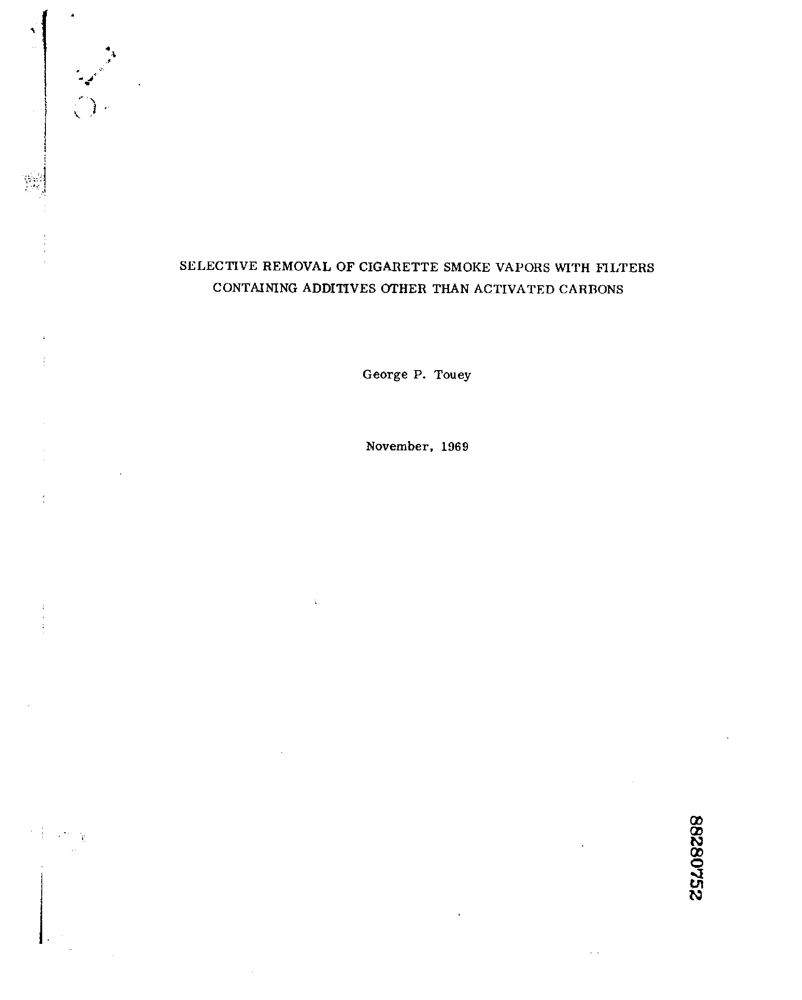 SELECTIVE REMOVAL OF CIGARETTE SMOKE VAPORS WITH FILTERS
CONTAINING ADDITIVES OTHER THAN ACTIVATED CARBONS
George P. Touey
November, 1969
88280752